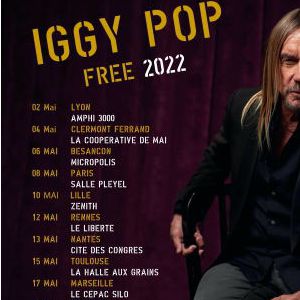 IGGY POP
FREE 2022
02 Mai LYON
AMPHI 3000
04 Mai CLERMONT FERRAND
LA COOPERATIVE DE MAI
06 MAI BESANCON
MICROPOLIS
08 MAI PARIS
SALLE PLEYEL
10 MAI LILLE
ZENITH
12 MAI RENNES
LE LIBERTE
13 MAI NANTES
CITE DES CONGRES
15 MAI TOULOUSE
LA HALLE AUX GRAINS
17 MAI MARSEILLE
LE CEPAC SILO